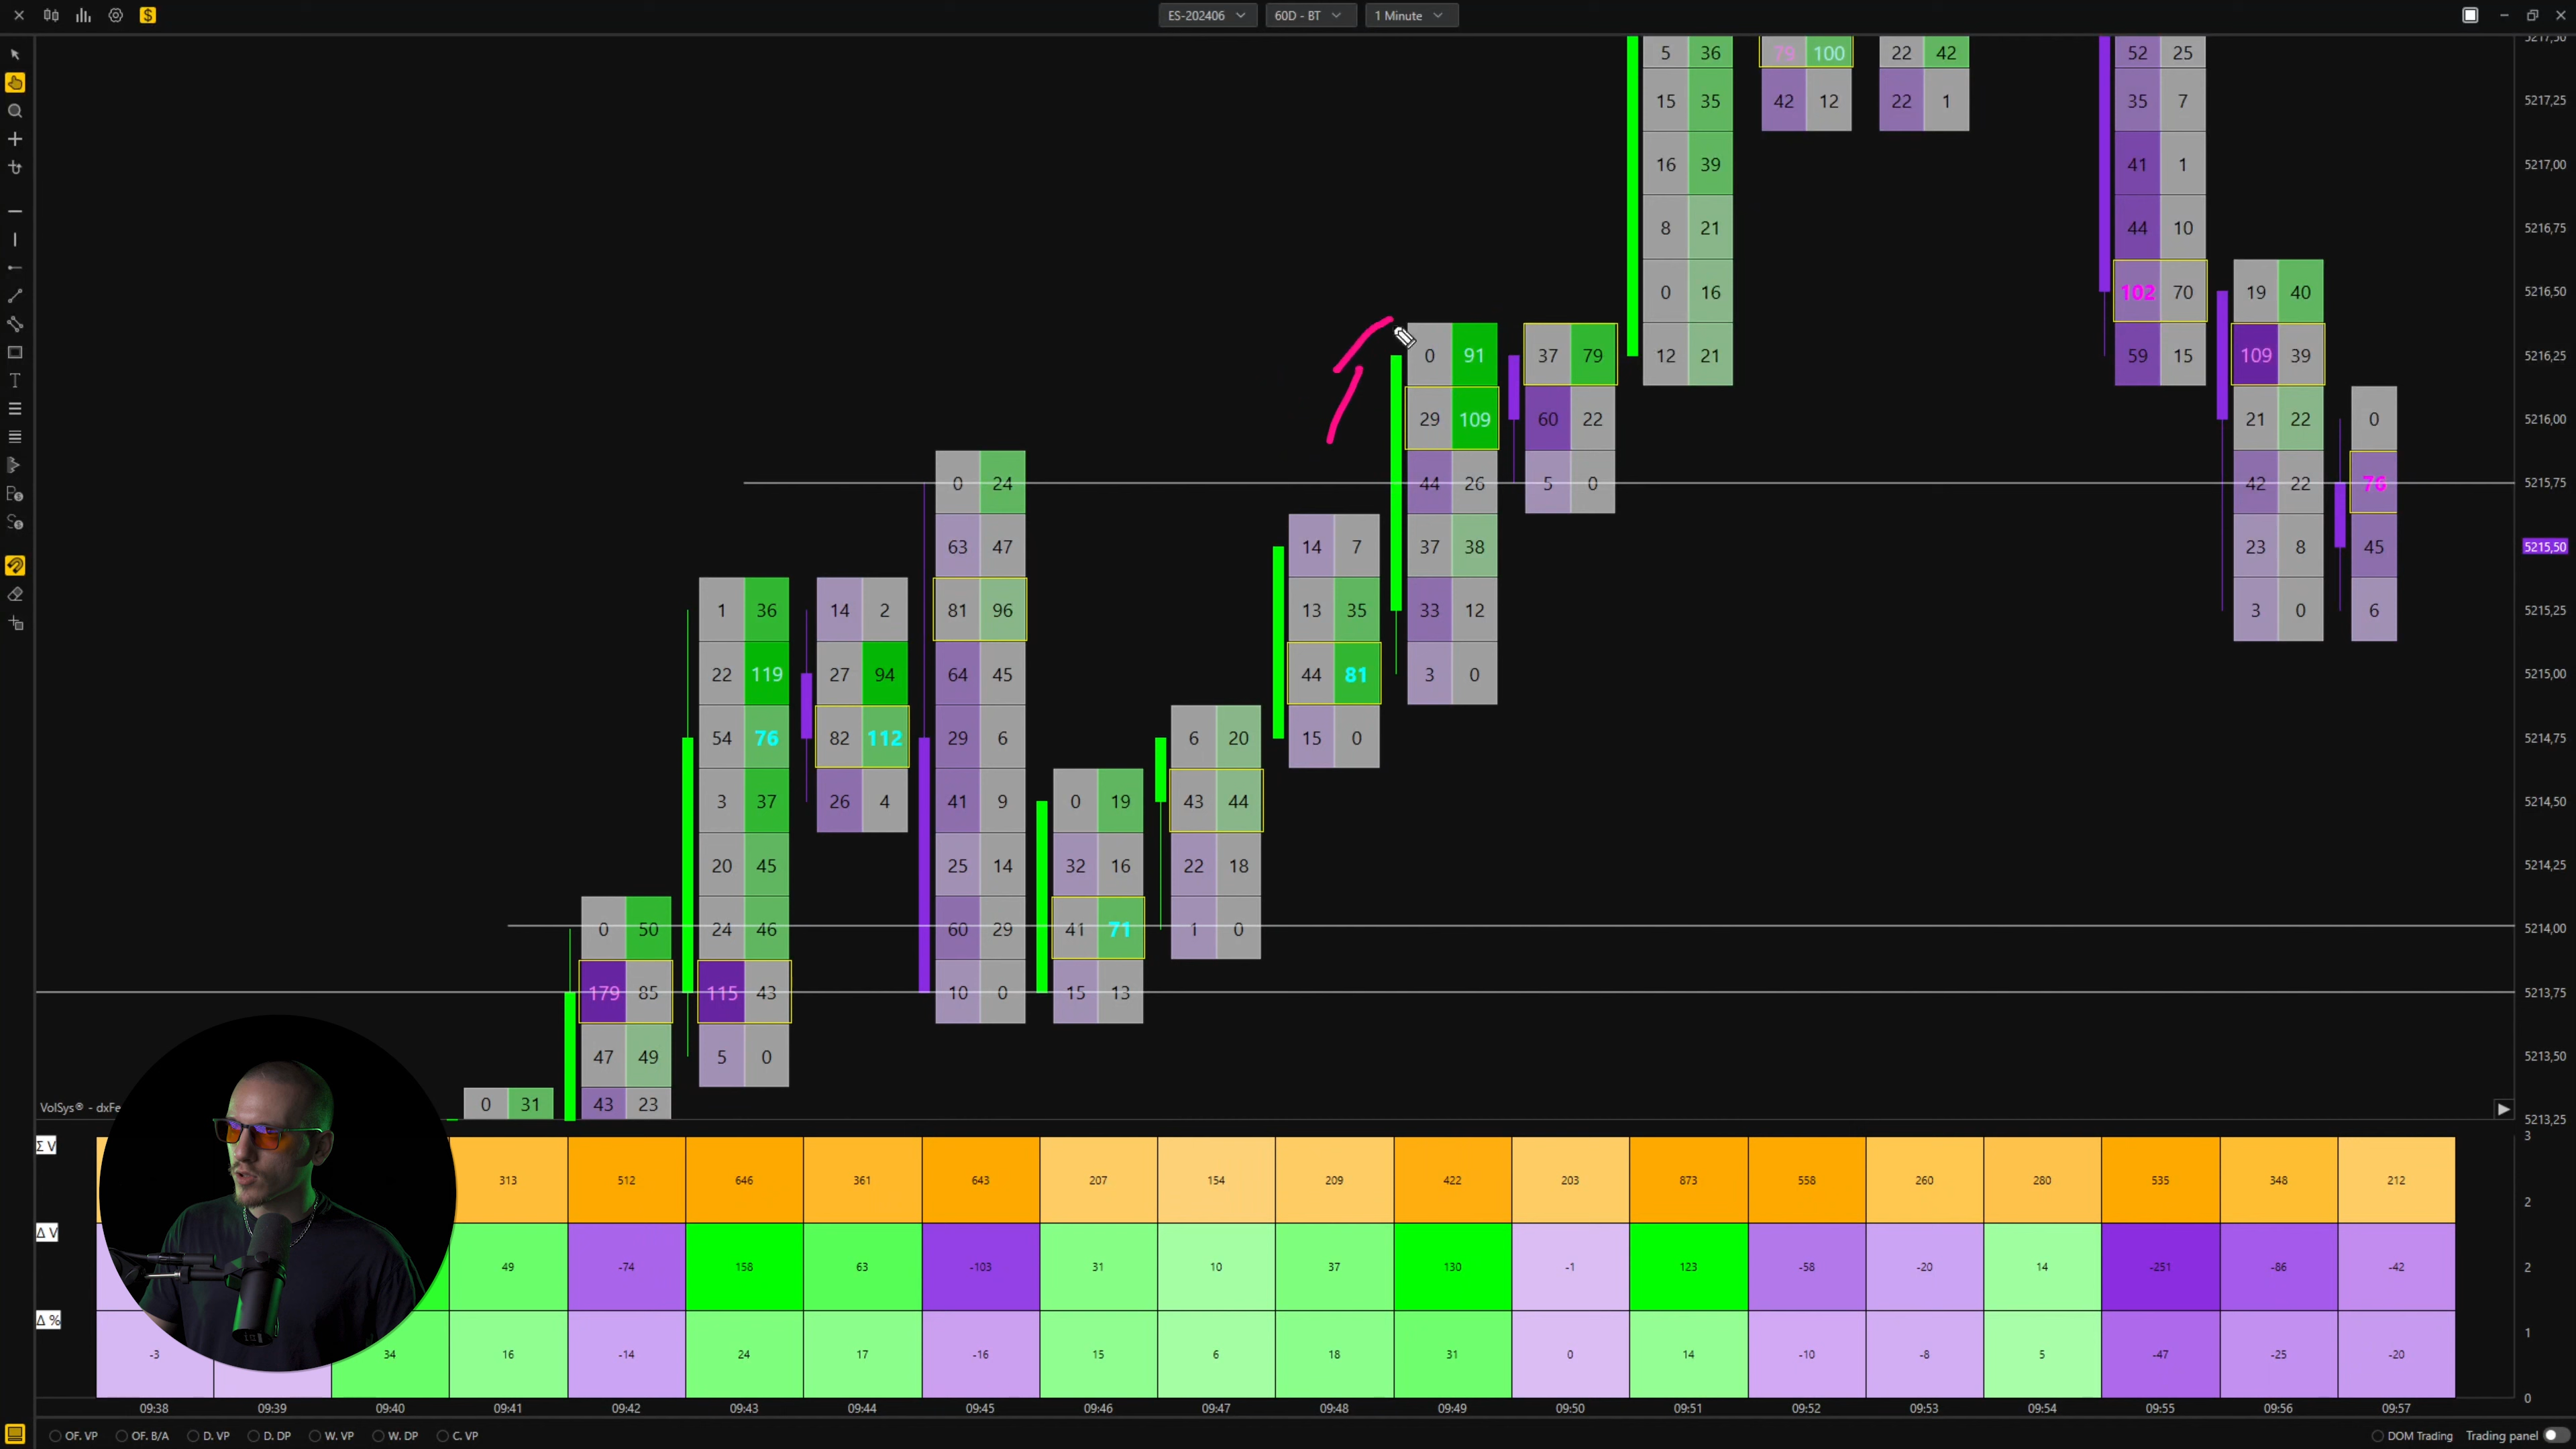 ES-202406 60D - BT 1 Minute
5 36 100 22 42 52 25
15 35 42 12 22 1 35 7 5217,25
16 39 41 1 5217,00
8 21 44 10 5216,75
0 16 102 70 19 40 5216,50
0 91 37 79 12 21 59 15 109 39 5216,25
29 109 60 22 21 22 0 5216,00
0 24 44 26 5 0 42 22 76 5215,75
63 47 14 7 37 38 23 8 45 5215,50
1 36 14 2 81 96 13 35 33 12 3 0 6 5215,25
22 119 27 94 64 45 44 81 3 0 5215,00
54 76 82 112 29 6 6 20 15 0 5214,75
3 37 26 4 41 9 0 19 43 44 5214,50
20 45 25 14 32 16 22 18 5214,25
0 50 24 46 60 29 41 71 1 0 5214,00
179 85 115 43 10 0 15 13 5213,75
47 49 5 0 5213,50
VolSys® - dxFe 0 31 43 23 5213,25
Σ V 313 512 646 361 643 207 154 209 422 203 873 558 260 280 535 348 212 3
2
Δ V 49 -74 158 63 -103 31 10 37 130 -1 123 -58 -20 14 -251 -86 -42 2
Δ % 1
-3 34 16 -14 24 17 -16 15 6 18 31 0 14 -10 -8 5 -47 -25 -20
0
09:38 09:39 09:40 09:41 09:42 09:43 09:44 09:45 09:46 09:47 09:48 09:49 09:50 09:51 09:52 09:53 09:54 09:55 09:56 09:57
OF. VP OF. B/A D. VP D. DP W. VP W. DP C. VP DOM Trading Trading panel